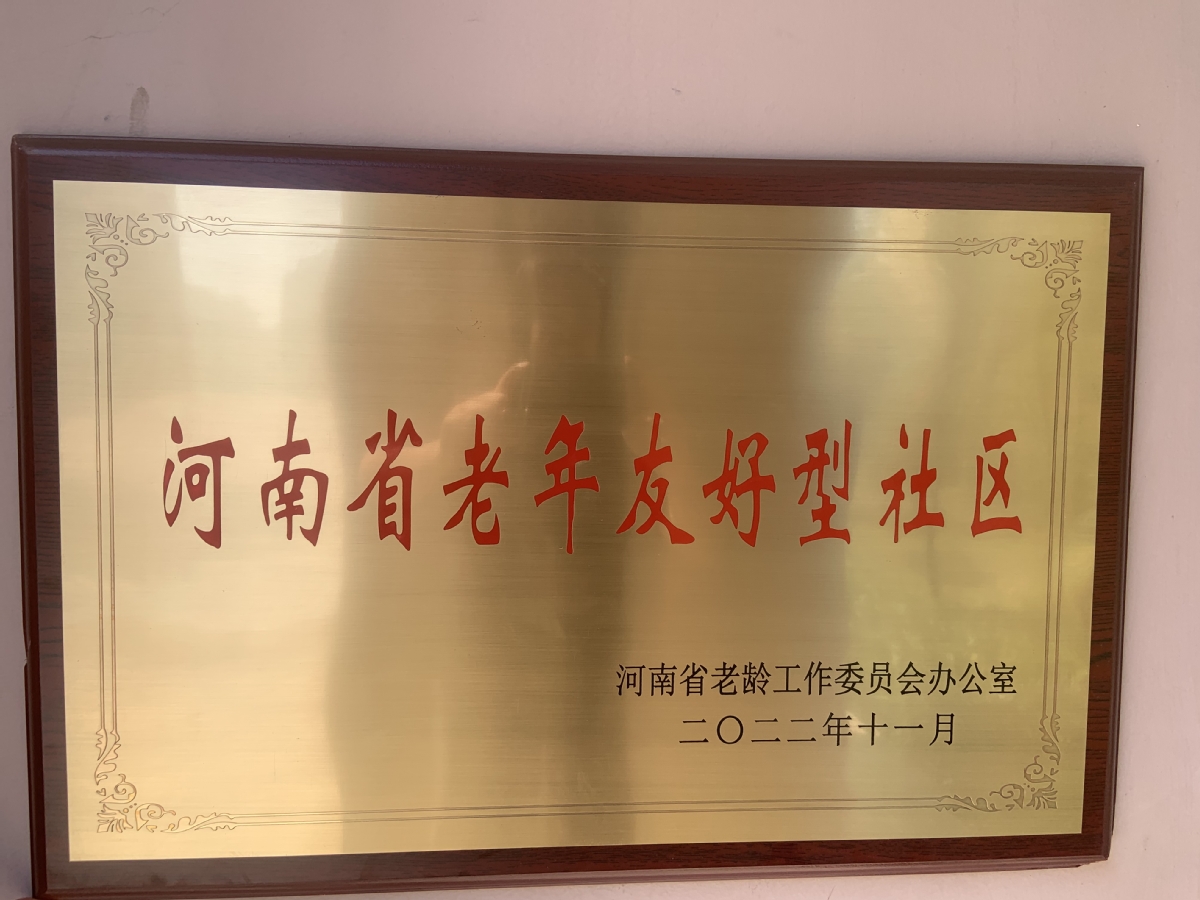 河南省老年友好型社区
河南省老龄工作委员会办公室
二〇二二年十一月